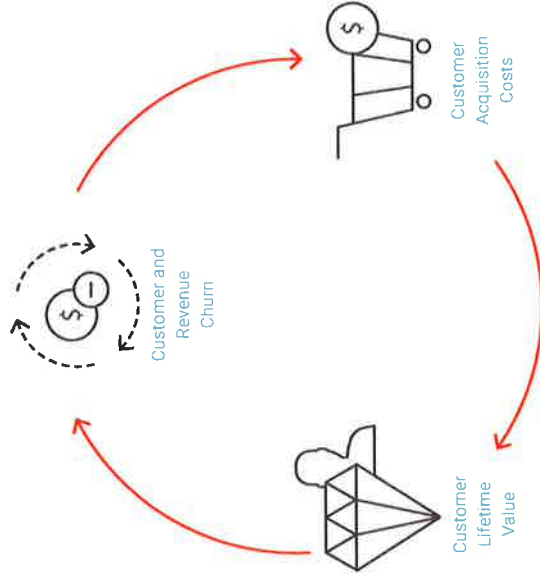 $
Customer and
Revenue
Churn
$
Customer
Acquisition
Costs
Customer
Lifetime
Value